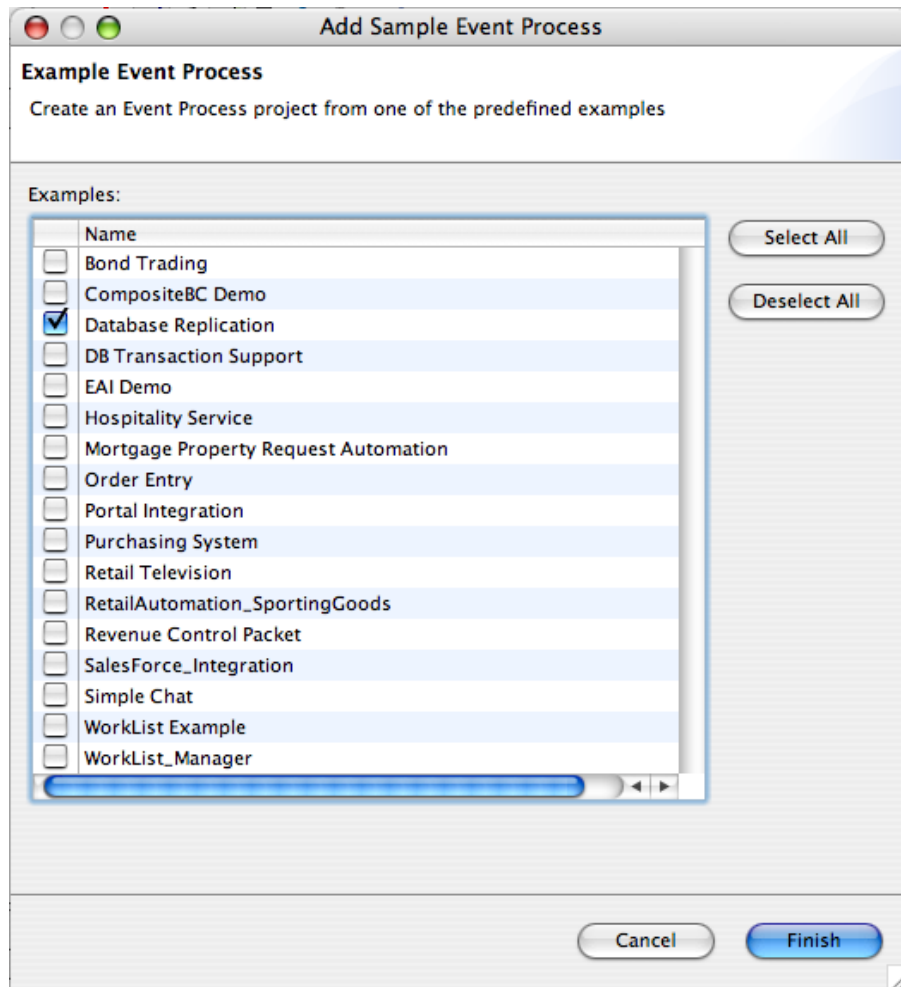 Add Sample Event Process
Example Event Process
Create an Event Process project from one of the predefined examples
Examples:
Name
Select All
Bond Trading
CompositeBC Demo
Deselect All
Database Replication
DB Transaction Support
EAI Demo
Hospitality Service
Mortgage Property Request Automation
Order Entry
Portal Integration
Purchasing System
Retail Television
RetailAutomation_SportingGoods
Revenue Control Packet
SalesForce_Integration
Simple Chat
WorkList Example
WorkList_Manager
Cancel
Finish